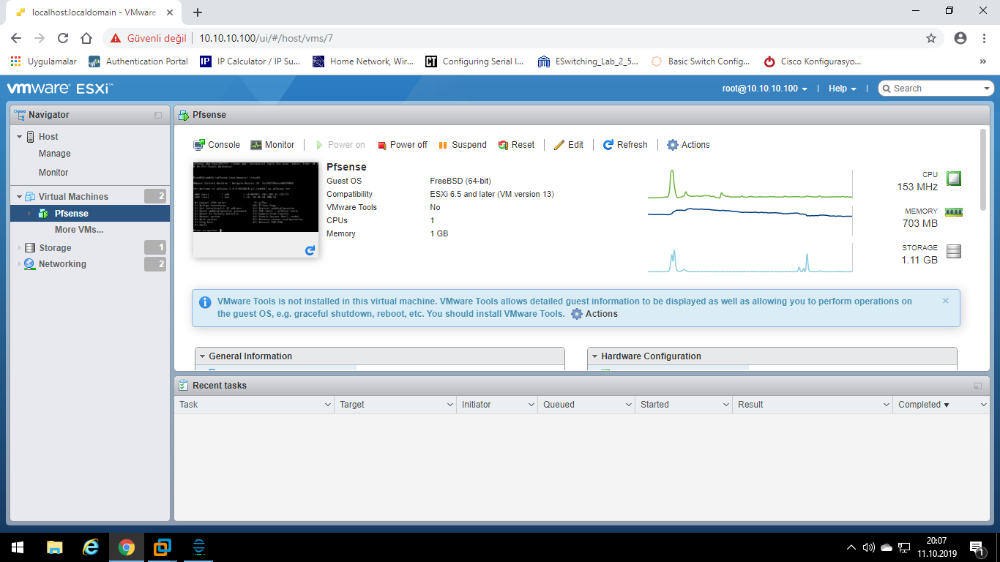 localhost.localdomain - VMware
Güvenli değil 10.10.10.100/ui/#/host/vms/7
Uygulamalar Authentication Portal IP IP Calculator / IP Su... Home Network, Wir... CT Configuring Serial I... ESwitching_Lab_2_5... Basic Switch Config... Cisco Konfigurasyo... »
vmware ESXi™ root@10.10.10.100 Help Search
Navigator
Host
Manage
Monitor
Virtual Machines 2
Pfsense
More VMs...
Storage 1
Networking 2
Pfsense
Console Monitor Power on Power off Suspend Reset Edit Refresh Actions
Pfsense
Guest OS FreeBSD (64-bit)
Compatibility ESXi 6.5 and later (VM version 13)
VMware Tools No
CPUs 1
Memory 1 GB
CPU
153 MHz
MEMORY
703 MB
STORAGE
1.11 GB
VMware Tools is not installed in this virtual machine. VMware Tools allows detailed guest information to be displayed as well as allowing you to perform operations on
the guest OS, e.g. graceful shutdown, reboot, etc. You should install VMware Tools. Actions
General Information Hardware Configuration
Recent tasks
Task Target Initiator Queued Started Result Completed ▼
20:07
11.10.2019
1